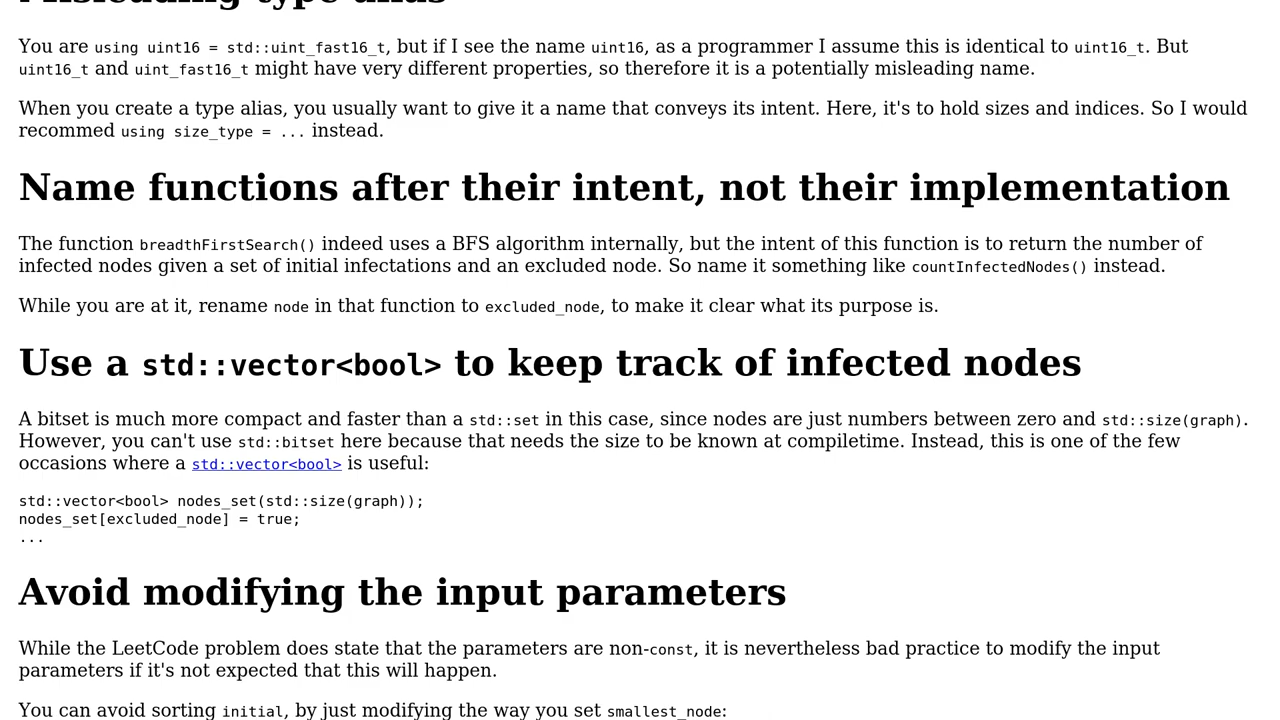 Misleading type alias
You are using uint16 = std::uint_fast16_t, but if I see the name uint16, as a programmer I assume this is identical to uint16_t. But
uint16_t and uint_fast16_t might have very different properties, so therefore it is a potentially misleading name.
When you create a type alias, you usually want to give it a name that conveys its intent. Here, it's to hold sizes and indices. So I would
recommed using size_type = ... instead.
Name functions after their intent, not their implementation
The function breadthFirstSearch() indeed uses a BFS algorithm internally, but the intent of this function is to return the number of
infected nodes given a set of initial infectations and an excluded node. So name it something like countInfectedNodes() instead.
While you are at it, rename node in that function to excluded_node, to make it clear what its purpose is.
Use a std::vector<bool> to keep track of infected nodes
A bitset is much more compact and faster than a std::set in this case, since nodes are just numbers between zero and std::size(graph).
However, you can't use std::bitset here because that needs the size to be known at compiletime. Instead, this is one of the few
occasions where a std::vector<bool> is useful:
std::vector<bool> nodes_set(std::size(graph));
nodes_set[excluded_node] = true;
...
Avoid modifying the input parameters
While the LeetCode problem does state that the parameters are non-const, it is nevertheless bad practice to modify the input
parameters if it's not expected that this will happen.
You can avoid sorting initial, by just modifying the way you set smallest_node: